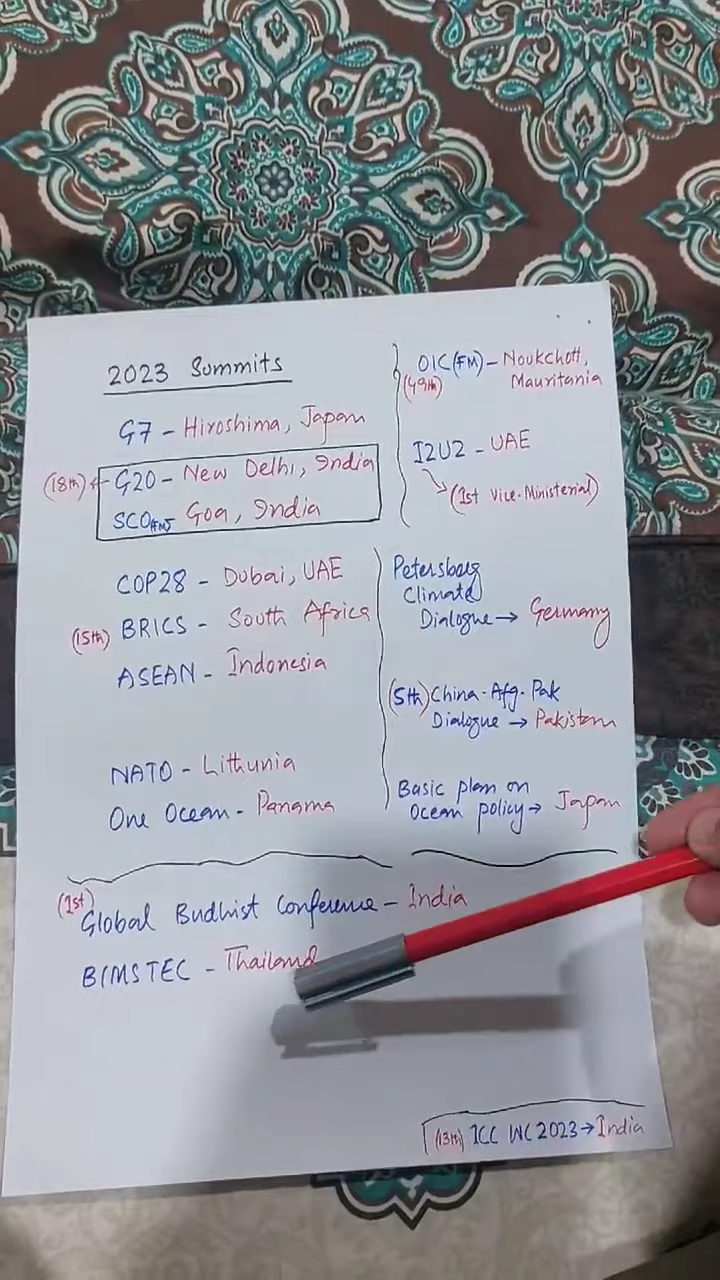 2023 Summits
G7 - Hiroshima, Japan
(18th) ← G20 - New Delhi, India
SCO(FM) Goa, India
COP28 - Dubai, UAE
(15th) BRICS - South Africa
ASEAN - Indonesia
NATO - Lithunia
One Ocean - Panama
OIC(FM) - Noukchott,
(49th) Mauritania
I2U2 - UAE
(1st Vice-Ministerial)
Petersberg
Climate
Dialogue → Germany
(5th) China-Afg-Pak
Dialogue → Pakistan
Basic plan on
Ocean policy → Japan
(1st)
Global Budhist Conference - India
BIMSTEC - Thailand
(13th) ICC WC 2023 → India